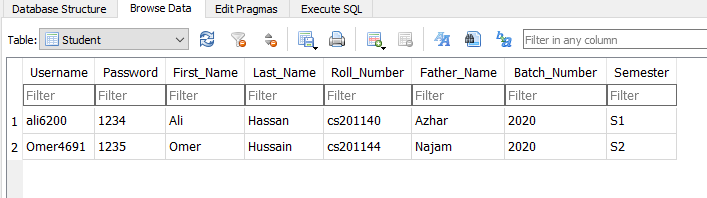 Database Structure Browse Data Edit Pragmas Execute SQL
Table: Student Filter in any column
Username Password First_Name Last_Name Roll_Number Father_Name Batch_Number Semester
Filter Filter Filter Filter Filter Filter Filter Filter
1 ali6200 1234 Ali Hassan cs201140 Azhar 2020 S1
2 Omer4691 1235 Omer Hussain cs201144 Najam 2020 S2